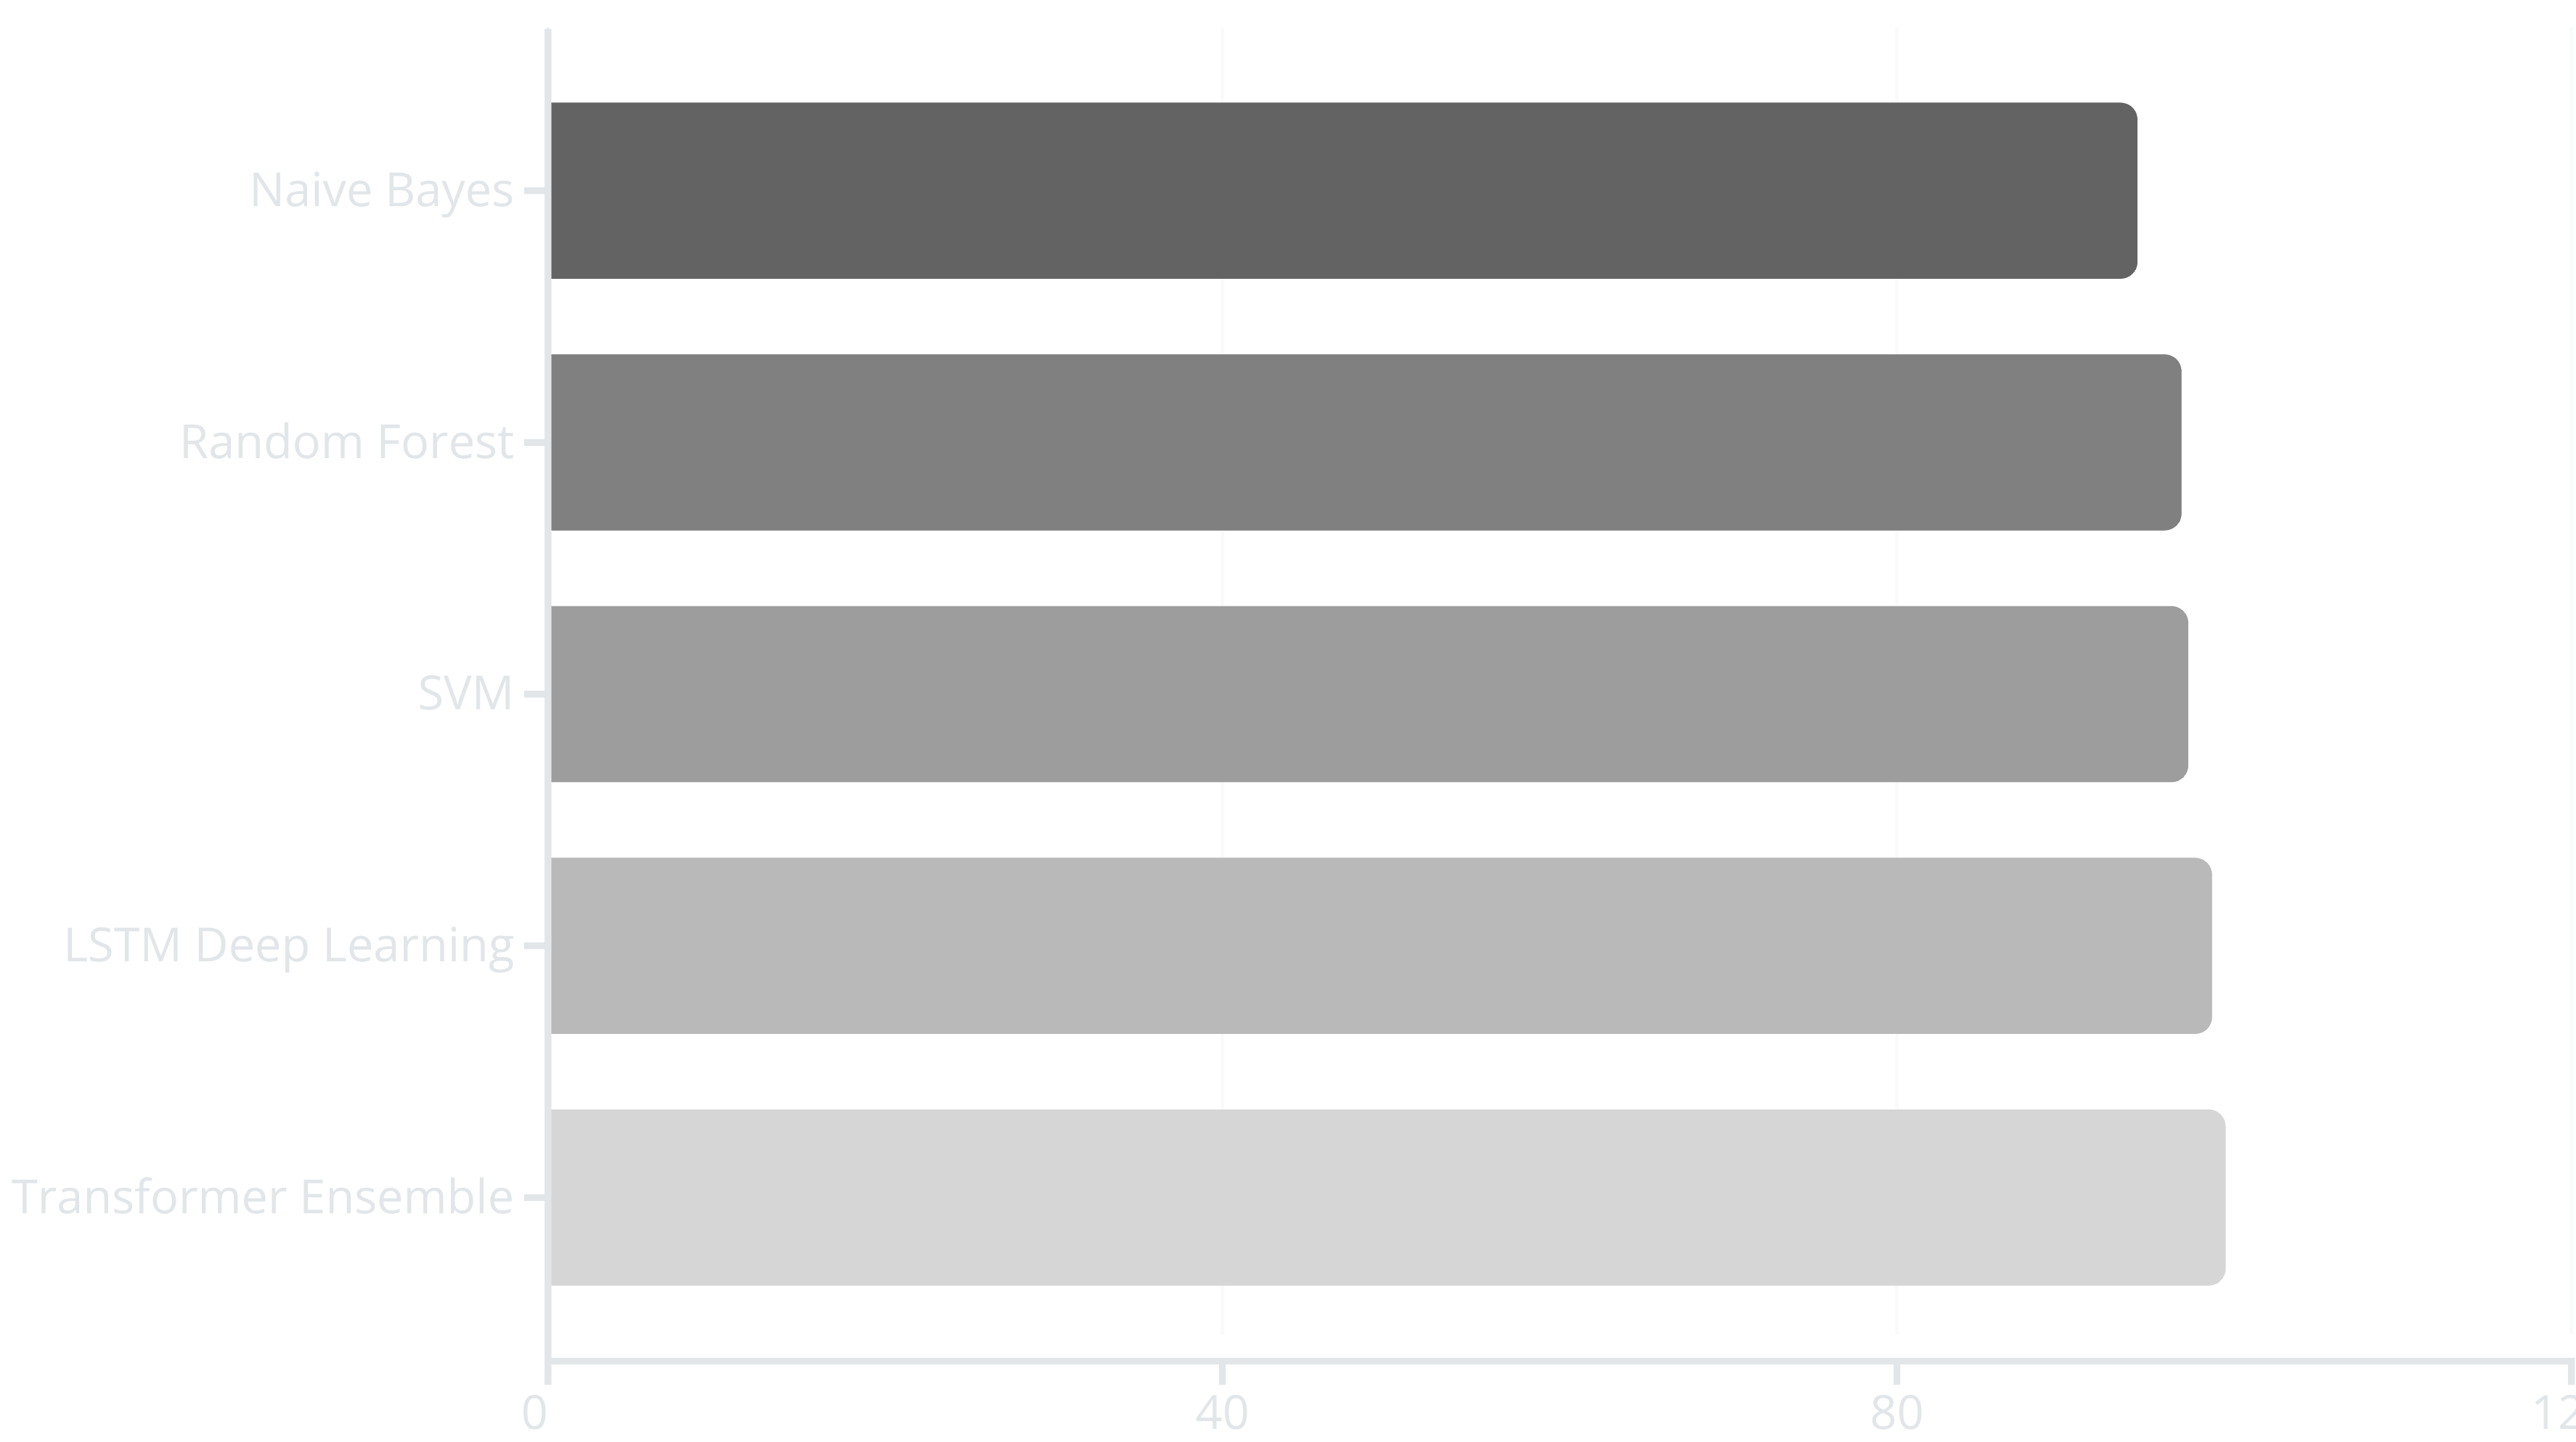 Naive Bayes
Random Forest
SVM
LSTM Deep Learning
Transformer Ensemble
0 40 80